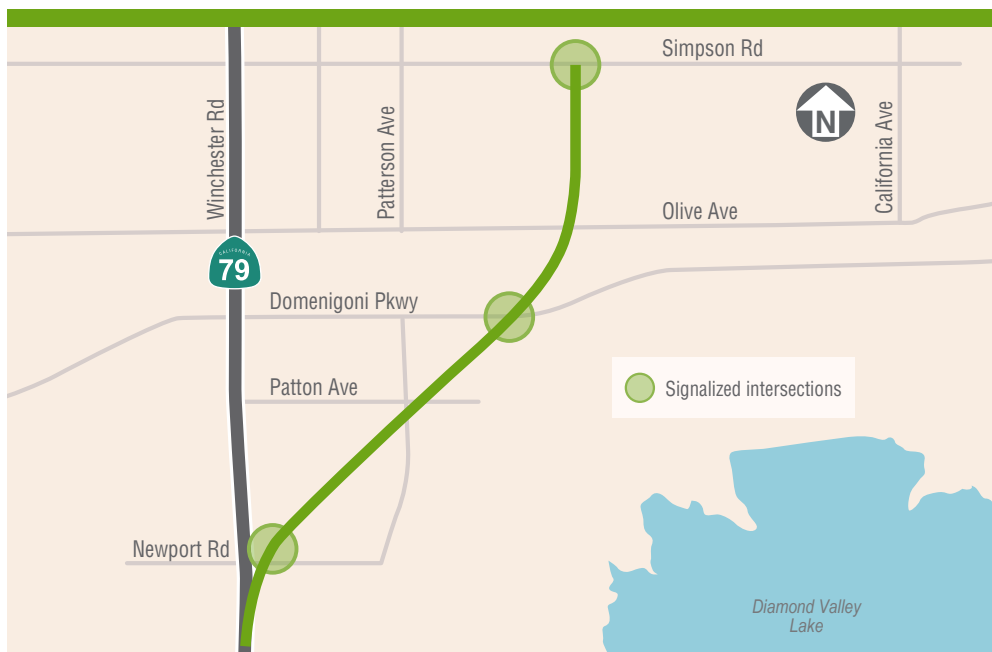 Simpson Rd
Winchester Rd
Patterson Ave
N
California Ave
Olive Ave
CALIFORNIA
79
Domenigoni Pkwy
Patton Ave
Signalized intersections
Newport Rd
Diamond Valley
Lake